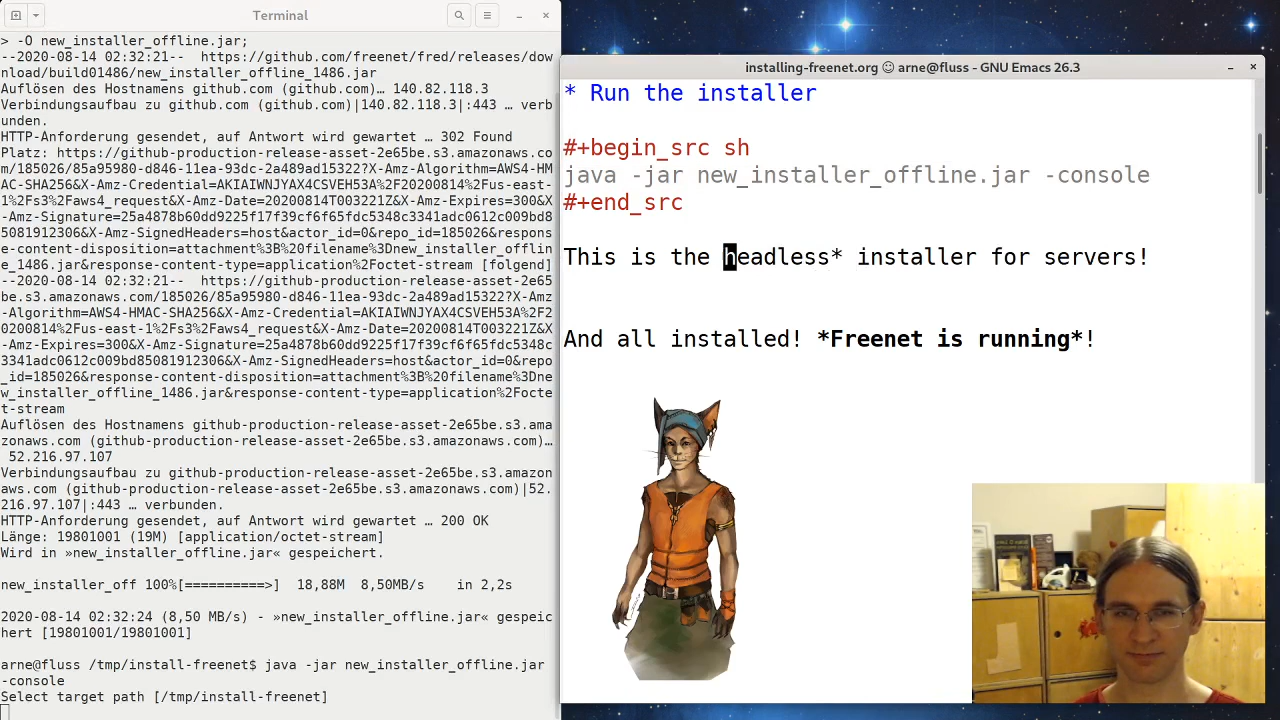 Terminal
> -O new_installer_offline.jar;
--2020-08-14 02:32:21--  https://github.com/freenet/fred/releases/dow
nload/build01486/new_installer_offline_1486.jar
Auflösen des Hostnamens github.com (github.com)… 140.82.118.3
Verbindungsaufbau zu github.com (github.com)|140.82.118.3|:443 … verb
unden.
HTTP-Anforderung gesendet, auf Antwort wird gewartet … 302 Found
Platz: https://github-production-release-asset-2e65be.s3.amazonaws.co
m/185026/85a95980-d846-11ea-93dc-2a489ad15322?X-Amz-Algorithm=AWS4-HM
AC-SHA256&X-Amz-Credential=AKIAIWNJYAX4CSVEH53A%2F20200814%2Fus-east-
1%2Fs3%2Faws4_request&X-Amz-Date=20200814T003221Z&X-Amz-Expires=300&X
-Amz-Signature=25a4878b60dd9225f17f39cf6f65fdc5348c3341adc0612c009bd8
5081912306&X-Amz-SignedHeaders=host&actor_id=0&repo_id=185026&respons
e-content-disposition=attachment%3B%20filename%3Dnew_installer_offlin
e_1486.jar&response-content-type=application%2Foctet-stream [folgend]
--2020-08-14 02:32:21--  https://github-production-release-asset-2e65
be.s3.amazonaws.com/185026/85a95980-d846-11ea-93dc-2a489ad15322?X-Amz
-Algorithm=AWS4-HMAC-SHA256&X-Amz-Credential=AKIAIWNJYAX4CSVEH53A%2F2
0200814%2Fus-east-1%2Fs3%2Faws4_request&X-Amz-Date=20200814T003221Z&X
-Amz-Expires=300&X-Amz-Signature=25a4878b60dd9225f17f39cf6f65fdc5348c
3341adc0612c009bd85081912306&X-Amz-SignedHeaders=host&actor_id=0&repo
_id=185026&response-content-disposition=attachment%3B%20filename%3Dne
w_installer_offline_1486.jar&response-content-type=application%2Focte
t-stream
Auflösen des Hostnamens github-production-release-asset-2e65be.s3.ama
zonaws.com (github-production-release-asset-2e65be.s3.amazonaws.com)…
 52.216.97.107
Verbindungsaufbau zu github-production-release-asset-2e65be.s3.amazon
aws.com (github-production-release-asset-2e65be.s3.amazonaws.com)|52.
216.97.107|:443 … verbunden.
HTTP-Anforderung gesendet, auf Antwort wird gewartet … 200 OK
Länge: 19801001 (19M) [application/octet-stream]
Wird in »new_installer_offline.jar« gespeichert.
new_installer_off 100%[==========>]  18,88M  8,50MB/s    in 2,2s
2020-08-14 02:32:24 (8,50 MB/s) - »new_installer_offline.jar« gespeic
hert [19801001/19801001]
arne@fluss /tmp/install-freenet$ java -jar new_installer_offline.jar
-console
Select target path [/tmp/install-freenet]
installing-freenet.org ☺ arne@fluss - GNU Emacs 26.3
* Run the installer
#+begin_src sh
java -jar new_installer_offline.jar -console
#+end_src
This is the headless* installer for servers!
And all installed! *Freenet is running*!